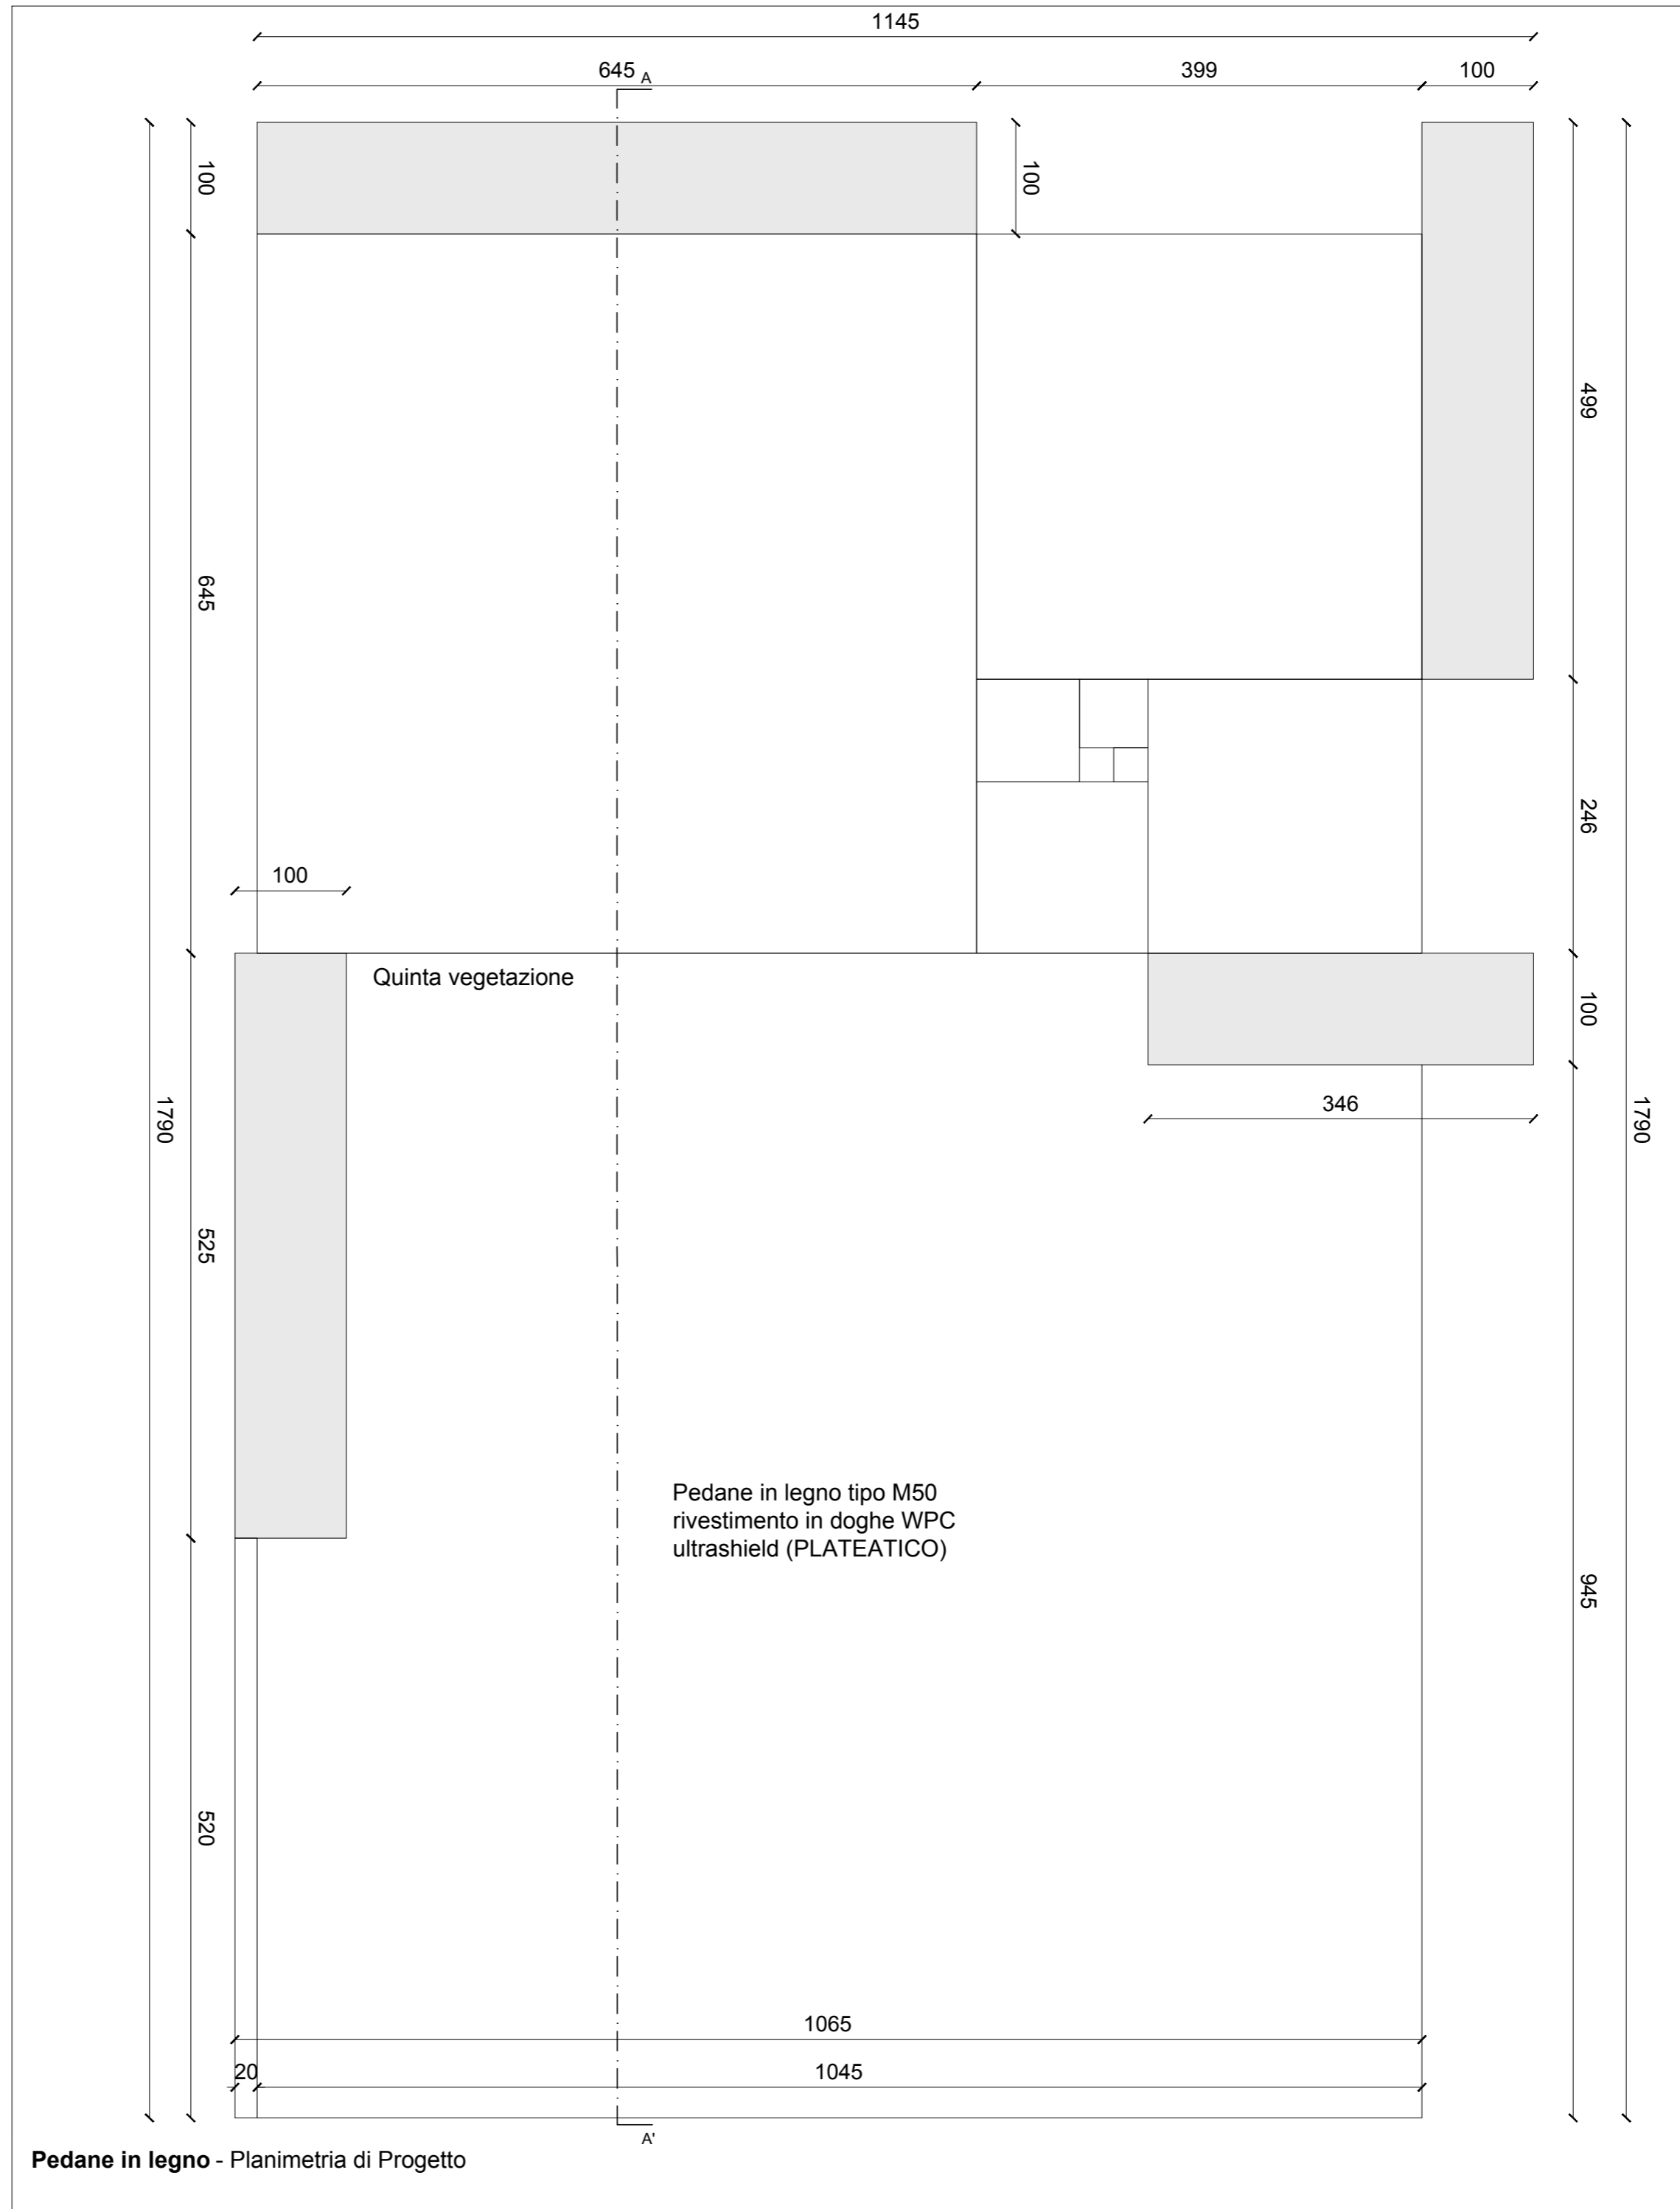 1145
645
A
399
100
100
100
499
645
246
100
Quinta vegetazione
100
346
1790
1790
525
Pedane in legno tipo M50
rivestimento in doghe WPC
ultrashield (PLATEATICO)
945
520
1065
20
1045
A'
Pedane in legno - Planimetria di Progetto